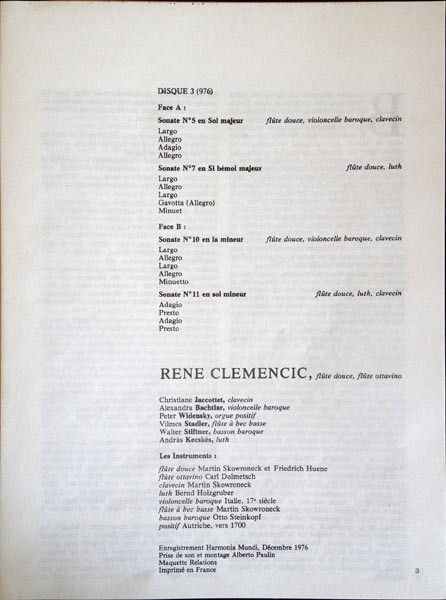 DISQUE 3 (976)
Face A :
Sonate N°5 en Sol majeur flûte douce, violoncelle baroque, clavecin
Largo
Allegro
Adagio
Allegro
Sonate N°7 en Si bémol majeur flûte douce, luth
Largo
Allegro
Largo
Gavotta (Allegro)
Minuet
Face B :
Sonate N°10 en la mineur flûte douce, violoncelle baroque, clavecin
Largo
Allegro
Largo
Allegro
Minuetto
Sonate N°11 en sol mineur flûte douce, luth, clavecin
Adagio
Presto
Adagio
Presto
RENE CLEMENCIC, flûte douce, flûte ottavino
Christiane Jaccottet, clavecin
Alexandra Bachtiar, violoncelle baroque
Peter Widensky, orgue positif
Vilmos Stadler, flûte à bec basse
Walter Stiftner, basson baroque
András Kecskés, luth
Les Instruments :
flûte douce Martin Skowroneck et Friedrich Huene
flûte ottavino Carl Dolmetsch
clavecin Martin Skowroneck
luth Bernd Holzgruber
violoncelle baroque Italie, 17e siècle
flûte à bec basse Martin Skowroneck
basson baroque Otto Steinkopf
positif Autriche, vers 1700
Enregistrement Harmonia Mundi, Décembre 1976
Prise de son et montage Alberto Paulin
Maquette Relations
Imprimé en France
3